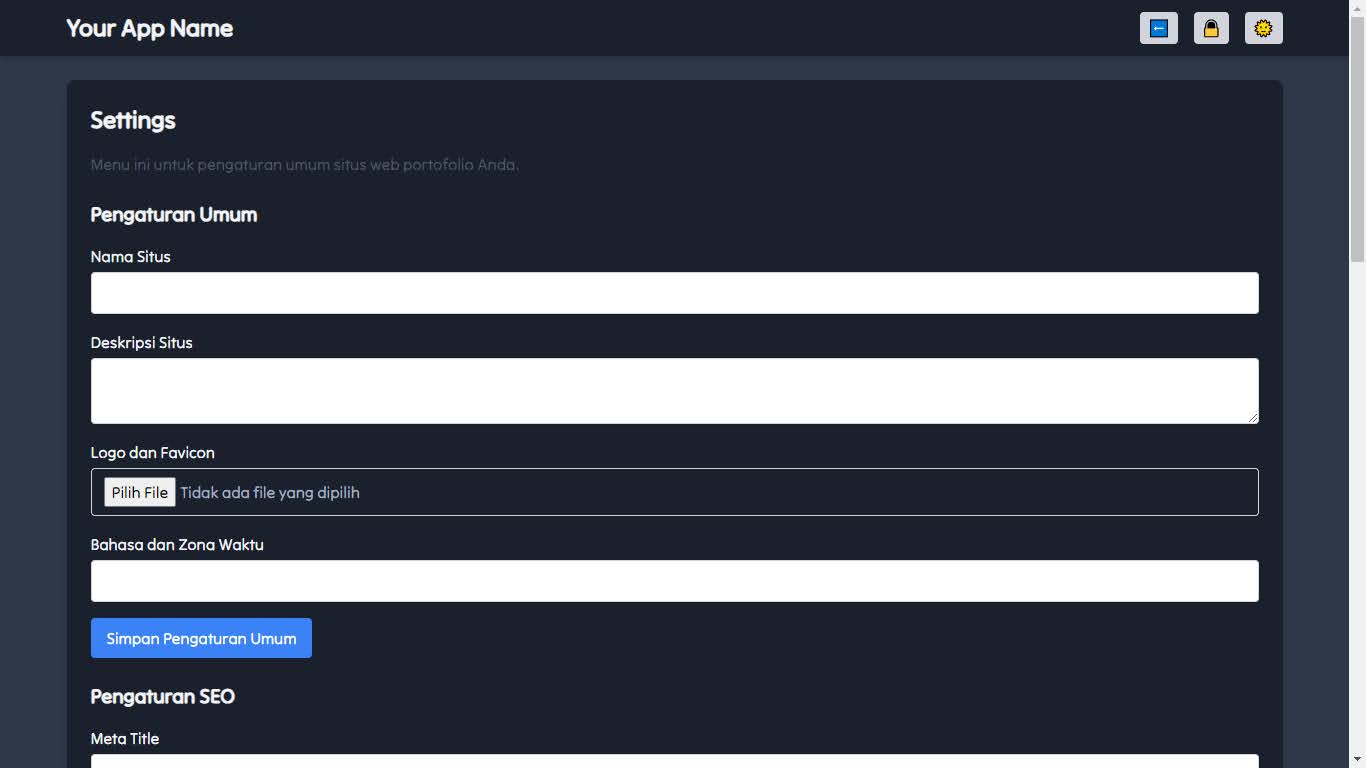 Your App Name
Settings
Menu ini untuk pengaturan umum situs web portofolio Anda.
Pengaturan Umum
Nama Situs
Deskripsi Situs
Logo dan Favicon
Pilih File Tidak ada file yang dipilih
Bahasa dan Zona Waktu
Simpan Pengaturan Umum
Pengaturan SEO
Meta Title